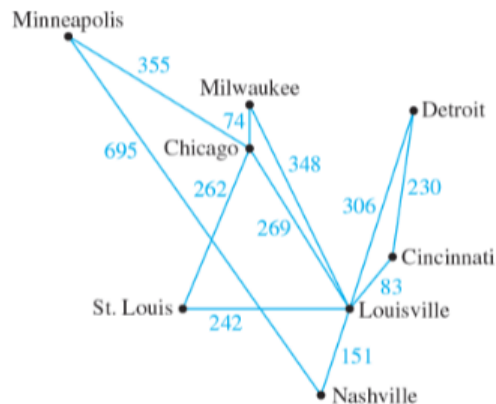 Minneapolis
355
Milwaukee
74
Detroit
695
Chicago
348
262
230
306
269
Cincinnati
83
St. Louis
Louisville
242
151
Nashville